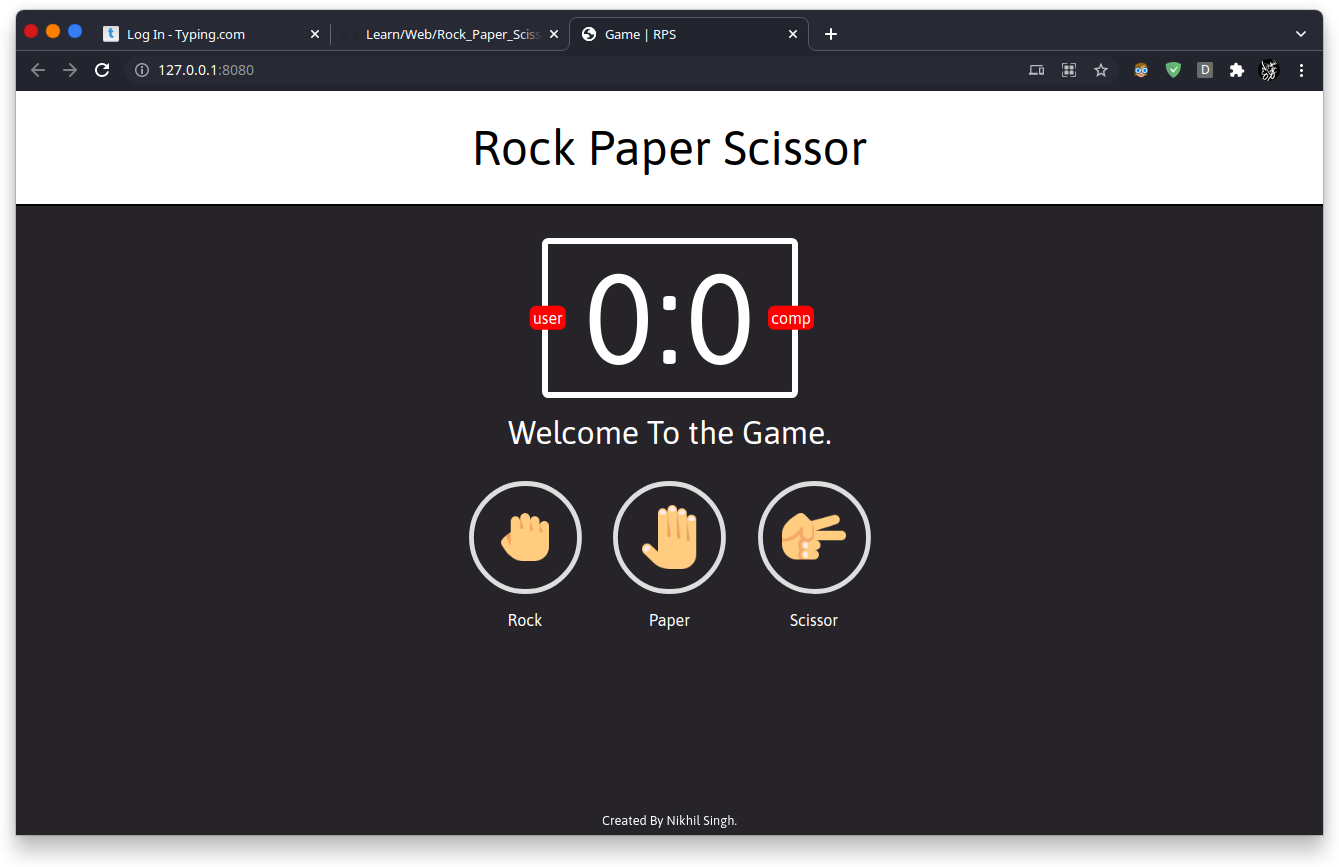 Log In - Typing.com
Learn/Web/Rock_Paper_Sciss
Game | RPS
127.0.0.1:8080
D
Rock Paper Scissor
0:0
user
comp
Welcome To the Game.
Rock
Paper
Scissor
Created By Nikhil Singh.